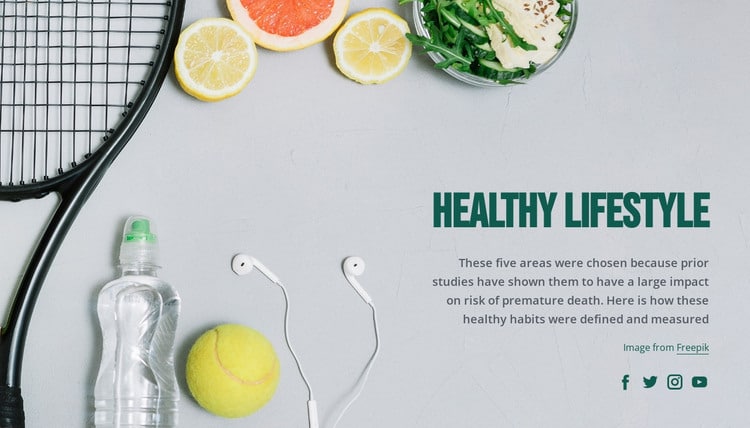 HEALTHY LIFESTYLE
These five areas were chosen because prior
studies have shown them to have a large impact
on risk of premature death. Here is how these
healthy habits were defined and measured
Image from Freepik